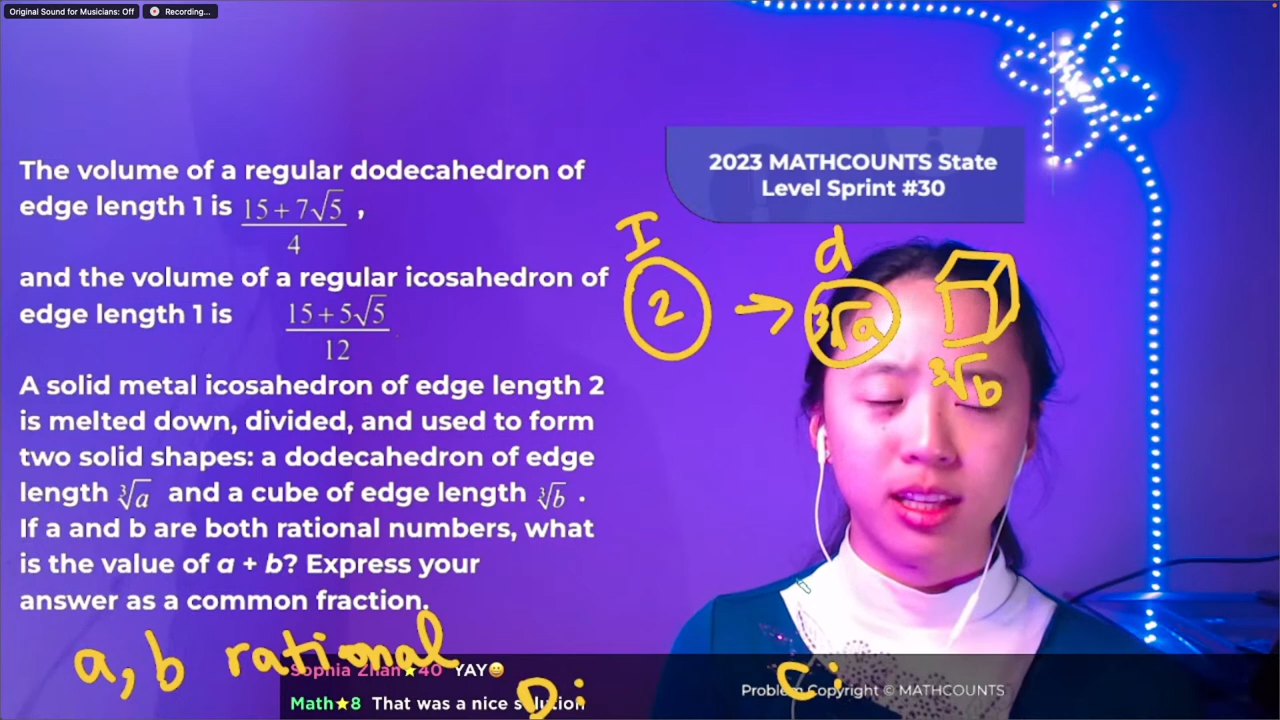 Original Sound for Musicians: Off
Recording...
The volume of a regular dodecahedron of
edge length 1 is (15+7√5)/4 ,
and the volume of a regular icosahedron of
edge length 1 is (15+5√5)/12
A solid metal icosahedron of edge length 2
is melted down, divided, and used to form
two solid shapes: a dodecahedron of edge
length ∛a and a cube of edge length ∛b .
If a and b are both rational numbers, what
is the value of a + b? Express your
answer as a common fraction.
a, b rational
2023 MATHCOUNTS State
Level Sprint #30
I
2 → ∛a
d
∛b
Sophia Zhan★40 YAY😀
Math★8 That was a nice solution
D:
C:
Problem Copyright © MATHCOUNTS